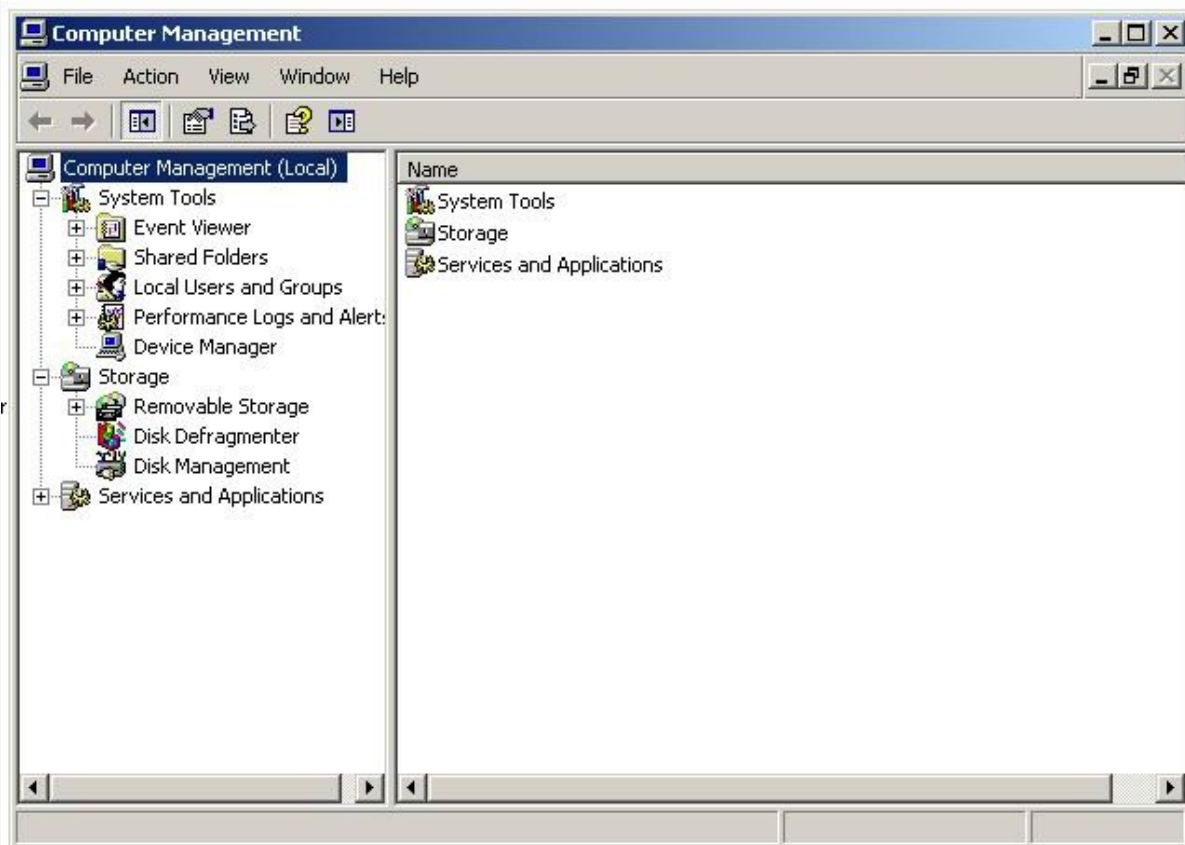 Computer Management
File Action View Window Help
Computer Management (Local)
System Tools
Event Viewer
Shared Folders
Local Users and Groups
Performance Logs and Alert:
Device Manager
Storage
Removable Storage
Disk Defragmenter
Disk Management
Services and Applications
Name
System Tools
Storage
Services and Applications
r